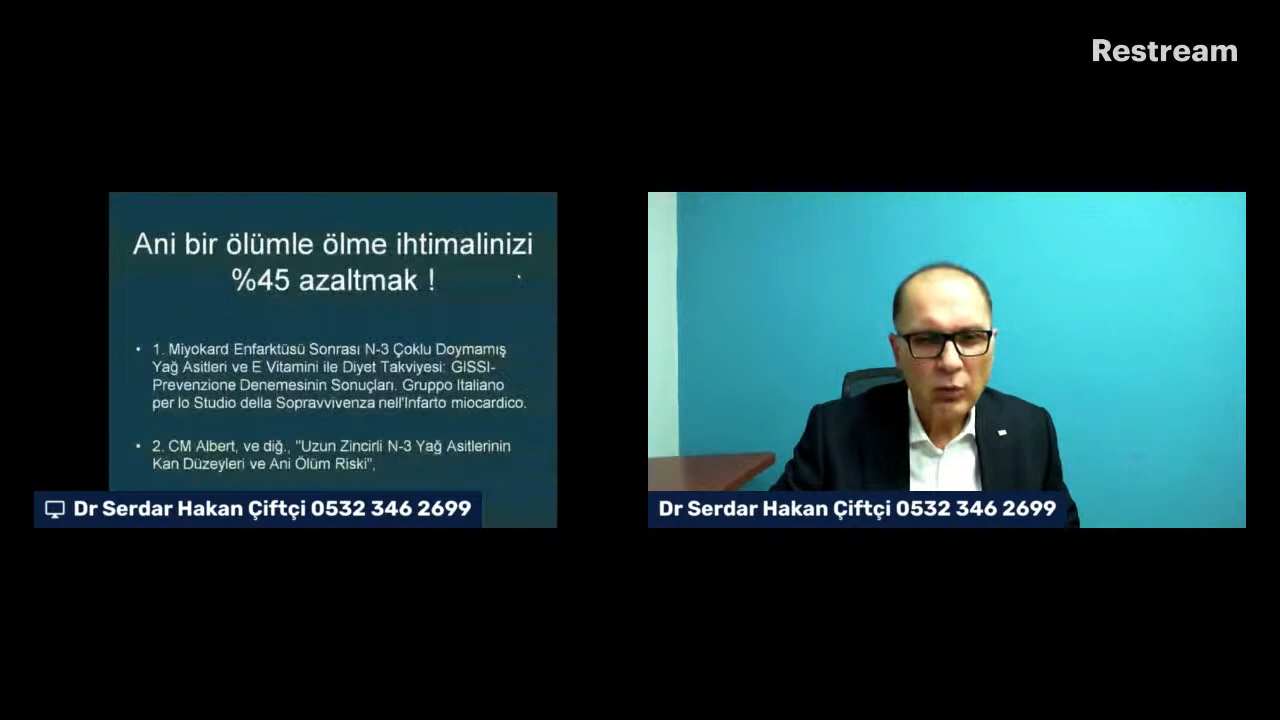 Restream
Ani bir ölümle ölme ihtimalinizi
%45 azaltmak !
• 1. Miyokard Enfarktüsü Sonrası N-3 Çoklu Doymamış
Yağ Asitleri ve E Vitamini ile Diyet Takviyesi: GISSI-
Prevenzione Denemesinin Sonuçları. Gruppo Italiano
per lo Studio della Sopravvivenza nell'Infarto miocardico.
• 2. CM Albert, ve diğ., "Uzun Zincirli N-3 Yağ Asitlerinin
Kan Düzeyleri ve Ani Ölüm Riski",
Dr Serdar Hakan Çiftçi 0532 346 2699
Dr Serdar Hakan Çiftçi 0532 346 2699